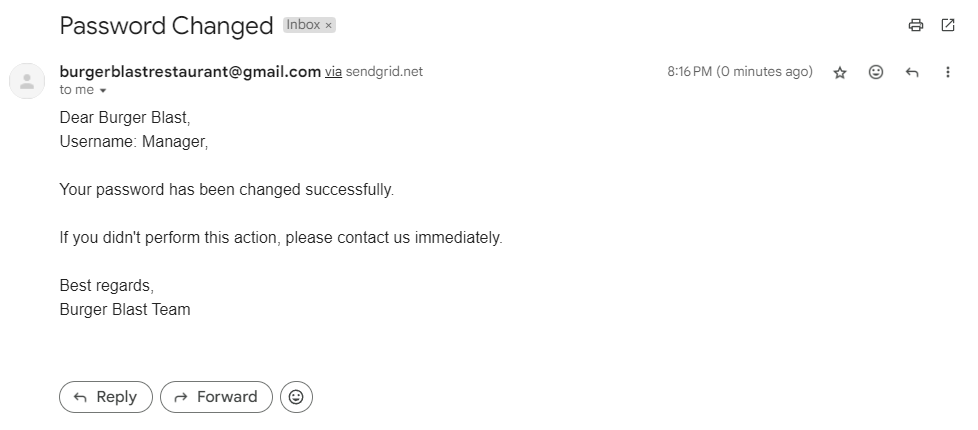 Password Changed Inbox ×
burgerblastrestaurant@gmail.com via sendgrid.net 8:16 PM (0 minutes ago)
to me
Dear Burger Blast,
Username: Manager,
Your password has been changed successfully.
If you didn't perform this action, please contact us immediately.
Best regards,
Burger Blast Team
Reply Forward